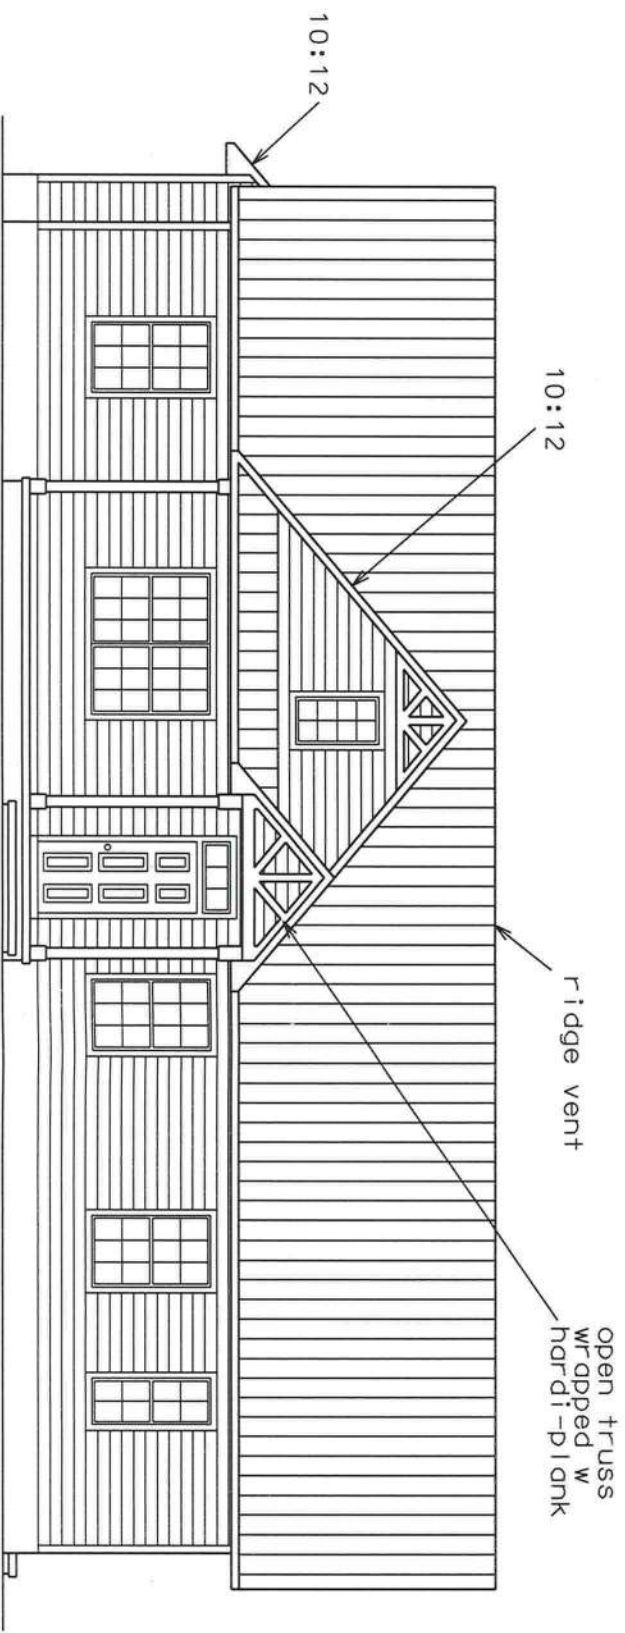 10:12
10:12
ridge vent
open truss
wrapped w
hardi-plank